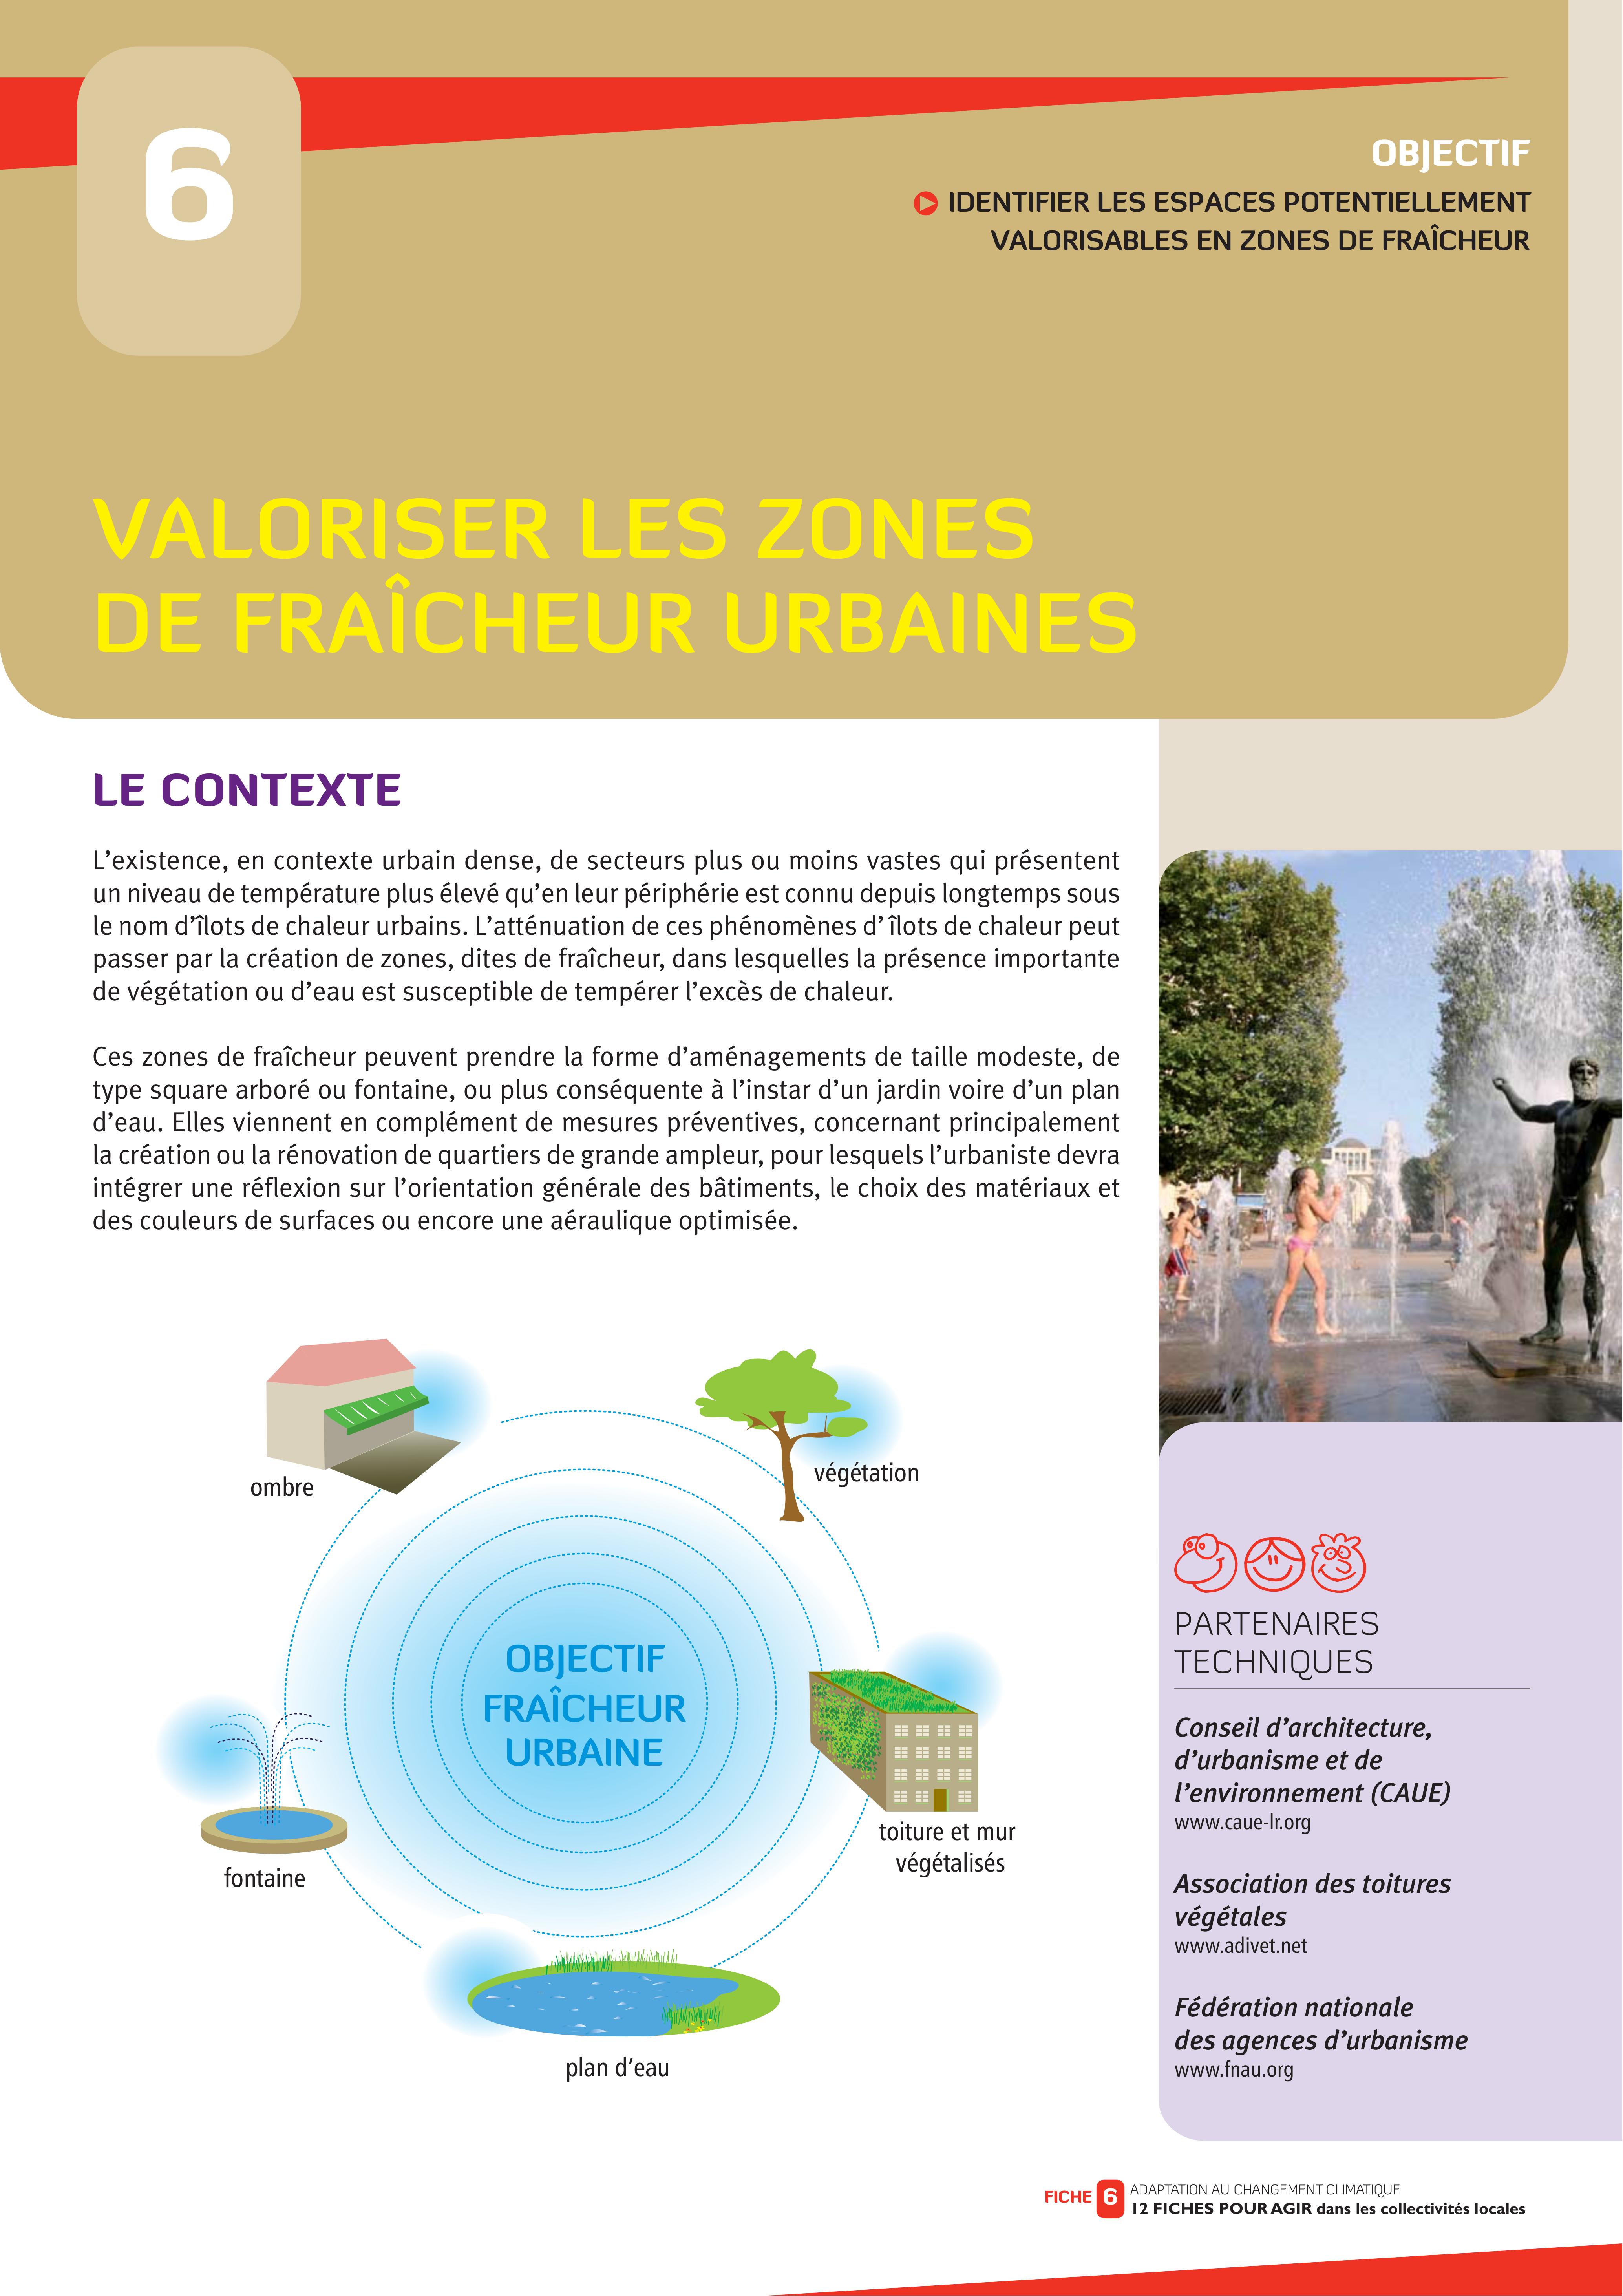 6
OBJECTIF
IDENTIFIER LES ESPACES POTENTIELLEMENT
VALORISABLES EN ZONES DE FRAÎCHEUR
VALORISER LES ZONES
DE FRAÎCHEUR URBAINES
LE CONTEXTE
L’existence, en contexte urbain dense, de secteurs plus ou moins vastes qui présentent
un niveau de température plus élevé qu’en leur périphérie est connu depuis longtemps sous
le nom d’îlots de chaleur urbains. L’atténuation de ces phénomènes d’ îlots de chaleur peut
passer par la création de zones, dites de fraîcheur, dans lesquelles la présence importante
de végétation ou d’eau est susceptible de tempérer l’excès de chaleur.
Ces zones de fraîcheur peuvent prendre la forme d’aménagements de taille modeste, de
type square arboré ou fontaine, ou plus conséquente à l’instar d’un jardin voire d’un plan
d’eau. Elles viennent en complément de mesures préventives, concernant principalement
la création ou la rénovation de quartiers de grande ampleur, pour lesquels l’urbaniste devra
intégrer une réflexion sur l’orientation générale des bâtiments, le choix des matériaux et
des couleurs de surfaces ou encore une aéraulique optimisée.
ombre
végétation
OBJECTIF
FRAÎCHEUR
URBAINE
toiture et mur
végétalisés
fontaine
plan d’eau
PARTENAIRES
TECHNIQUES
Conseil d’architecture,
d’urbanisme et de
l’environnement (CAUE)
www.caue-lr.org
Association des toitures
végétales
www.adivet.net
Fédération nationale
des agences d’urbanisme
www.fnau.org
FICHE 6 ADAPTATION AU CHANGEMENT CLIMATIQUE
12 FICHES POUR AGIR dans les collectivités locales